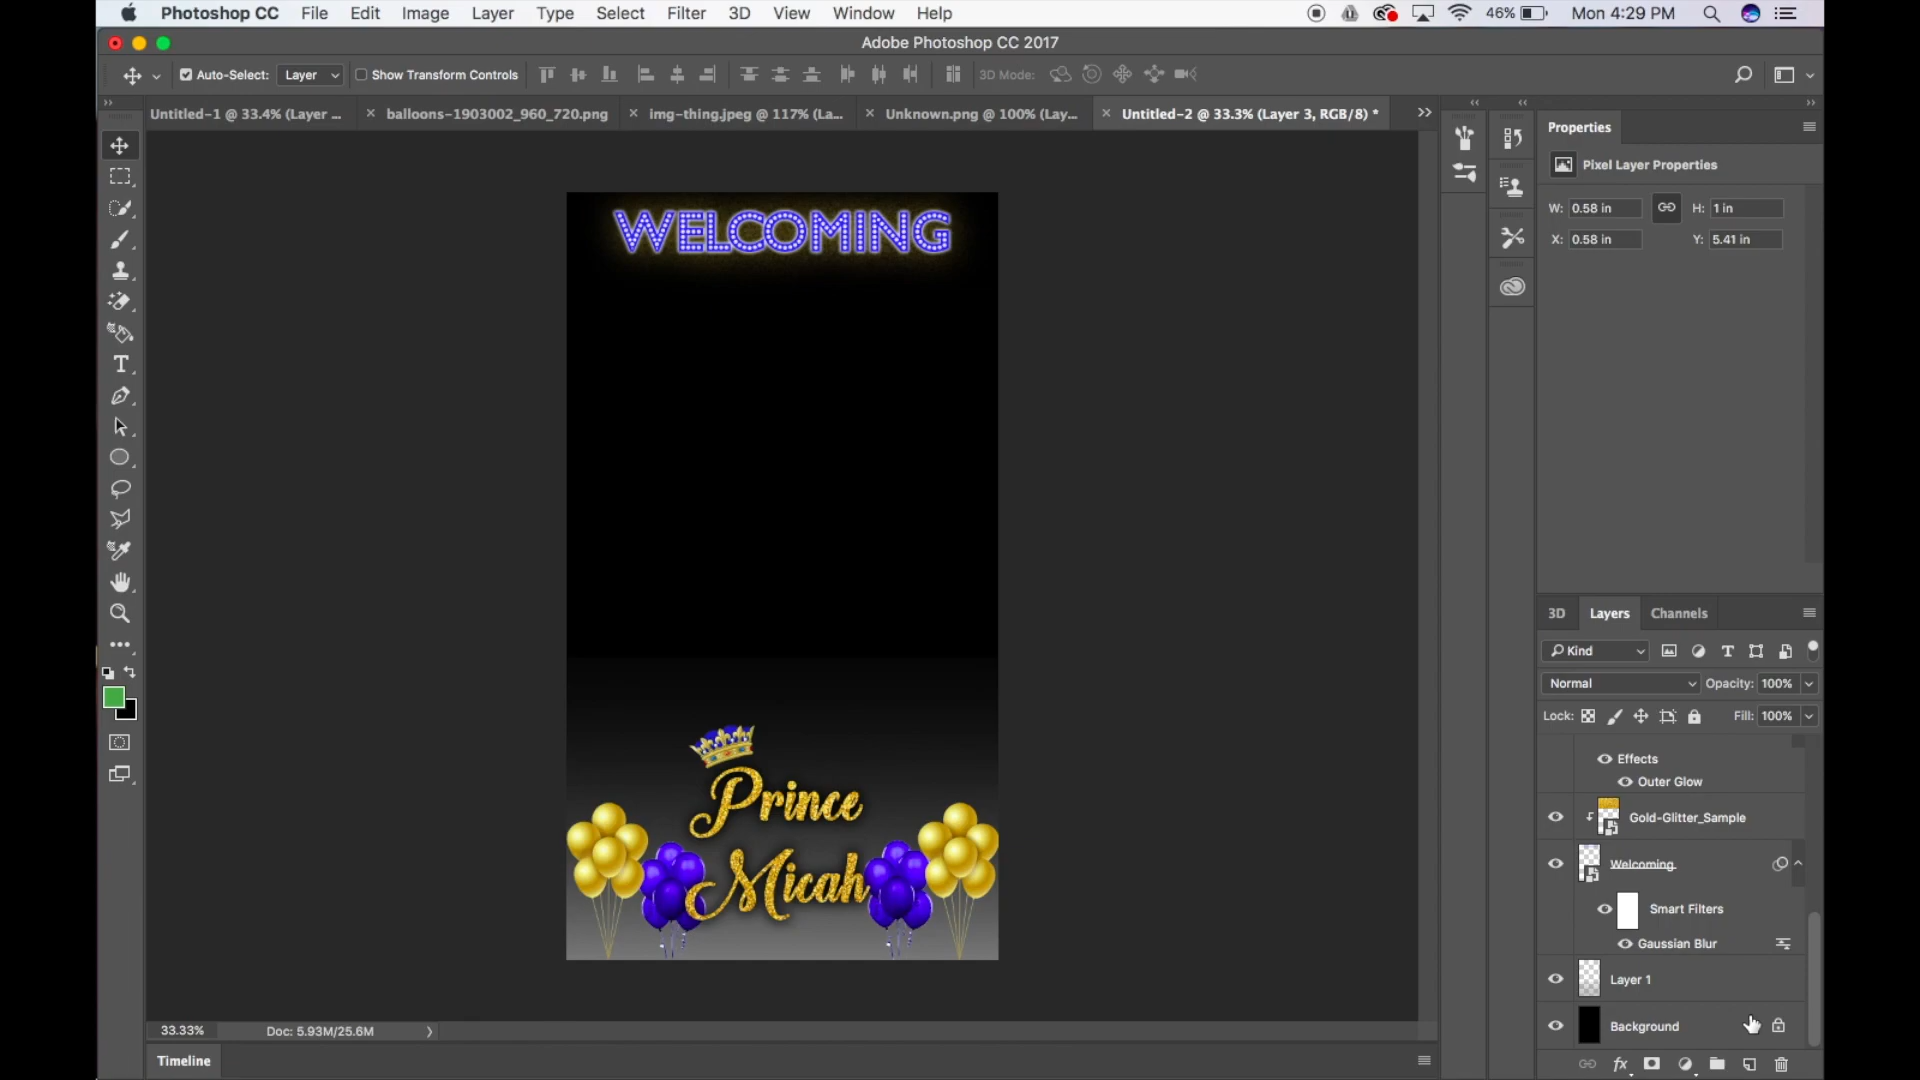 Photoshop CC File Edit Image Layer Type Select Filter 3D View Window Help 46% Mon 4:29 PM
Adobe Photoshop CC 2017
Auto-Select: Layer Show Transform Controls 3D Mode:
Untitled-1 @ 33.4% (Layer ... balloons-1903002_960_720.png img-thing.jpeg @ 117% (La... Unknown.png @ 100% (Lay... Untitled-2 @ 33.3% (Layer 3, RGB/8) *
Properties
Pixel Layer Properties
W: 0.58 in H: 1 in
X: 0.58 in Y: 5.41 in
WELCOMING
Prince
Micah
3D Layers Channels
Kind
Normal Opacity: 100%
Lock: Fill: 100%
Effects
Outer Glow
Gold-Glitter_Sample
Welcoming
Smart Filters
Gaussian Blur
Layer 1
Background
fx
33.33% Doc: 5.93M/25.6M
Timeline